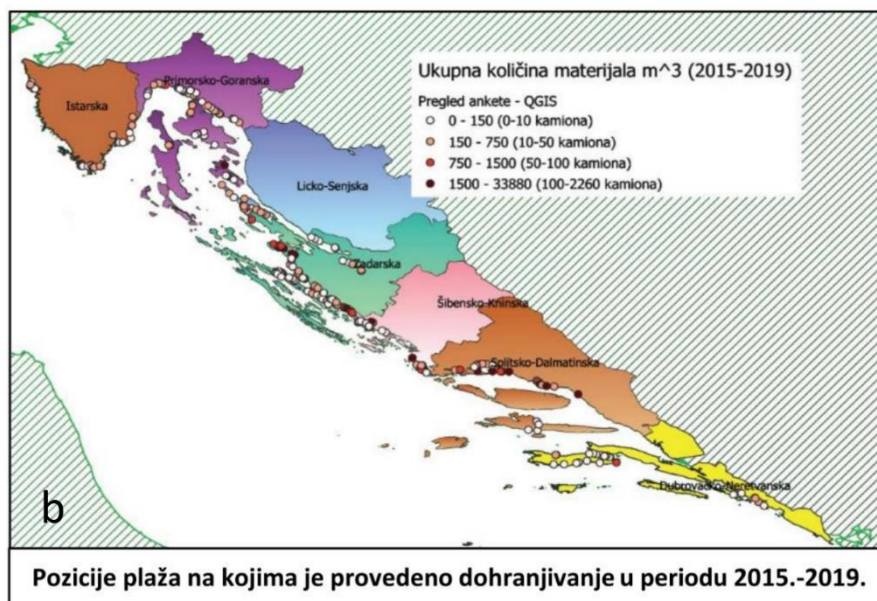 Ukupna količina materijala m^3 (2015-2019)
Pregled ankete - QGIS
0 - 150 (0-10 kamiona)
150 - 750 (10-50 kamiona)
750 - 1500 (50-100 kamiona)
1500 - 33880 (100-2260 kamiona)
Primorsko-Goranska
Istarska
Licko-Senjska
Zadarska
Šibensko-Kninska
Splitsko-Dalmatinska
Dubrovačko-Neretvanska
b
Pozicije plaža na kojima je provedeno dohranjivanje u periodu 2015.-2019.